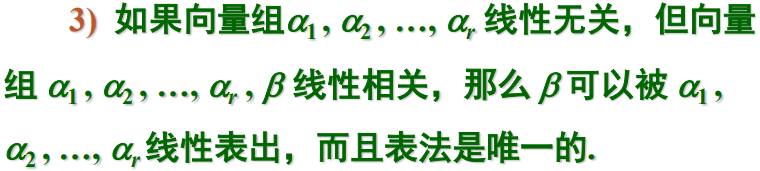 3) 如果向量组α₁, α₂, …, αᵣ 线性无关，但向量
组 α₁, α₂, …, αᵣ, β 线性相关，那么 β 可以被 α₁,
α₂, …, αᵣ 线性表出，而且表法是唯一的.